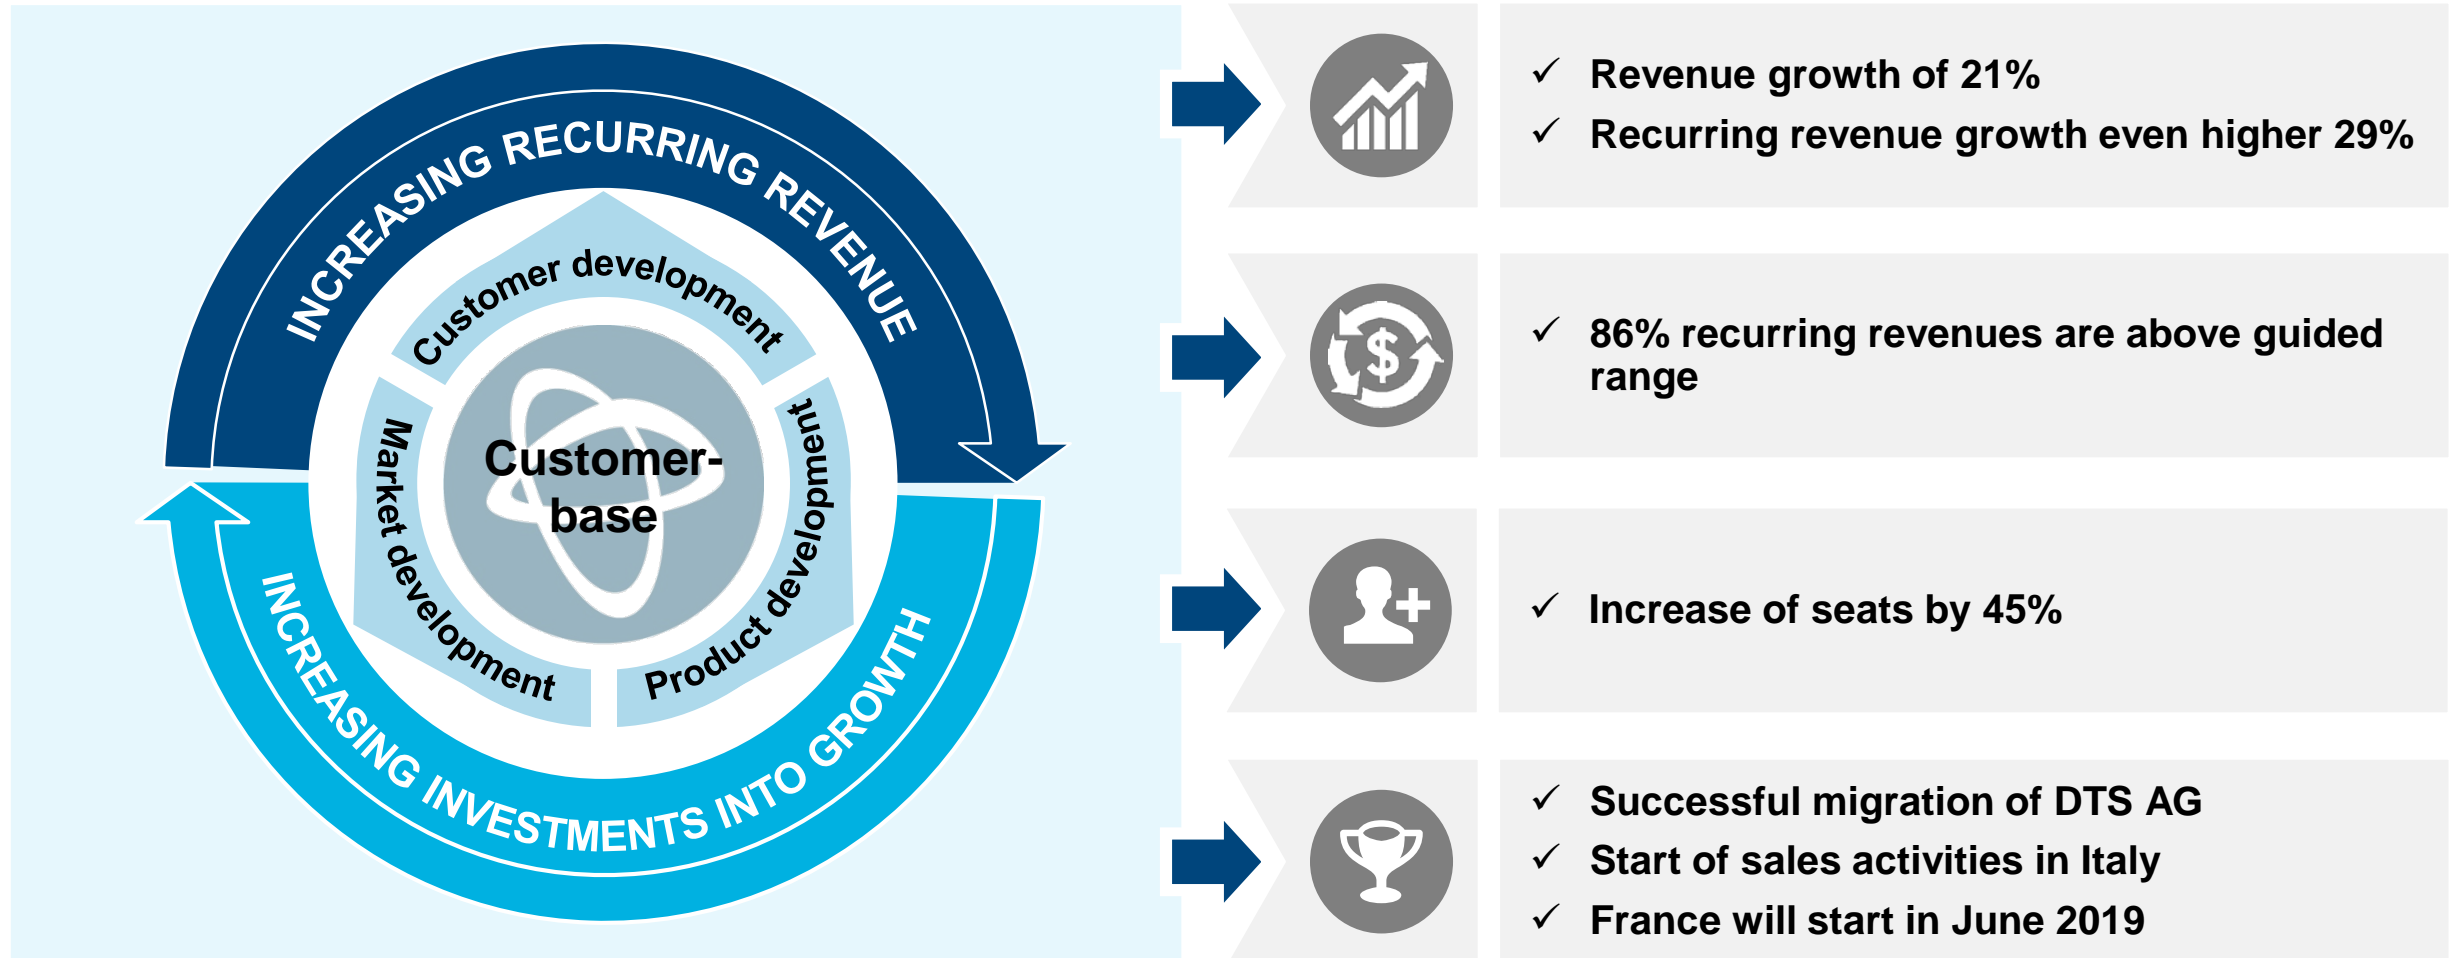 INCREASING RECURRING REVENUE
Customer development
Market development
Product development
Customer-
base
INCREASING INVESTMENTS INTO GROWTH
✓ Revenue growth of 21%
✓ Recurring revenue growth even higher 29%
$
✓ 86% recurring revenues are above guided
range
✓ Increase of seats by 45%
✓ Successful migration of DTS AG
✓ Start of sales activities in Italy
✓ France will start in June 2019